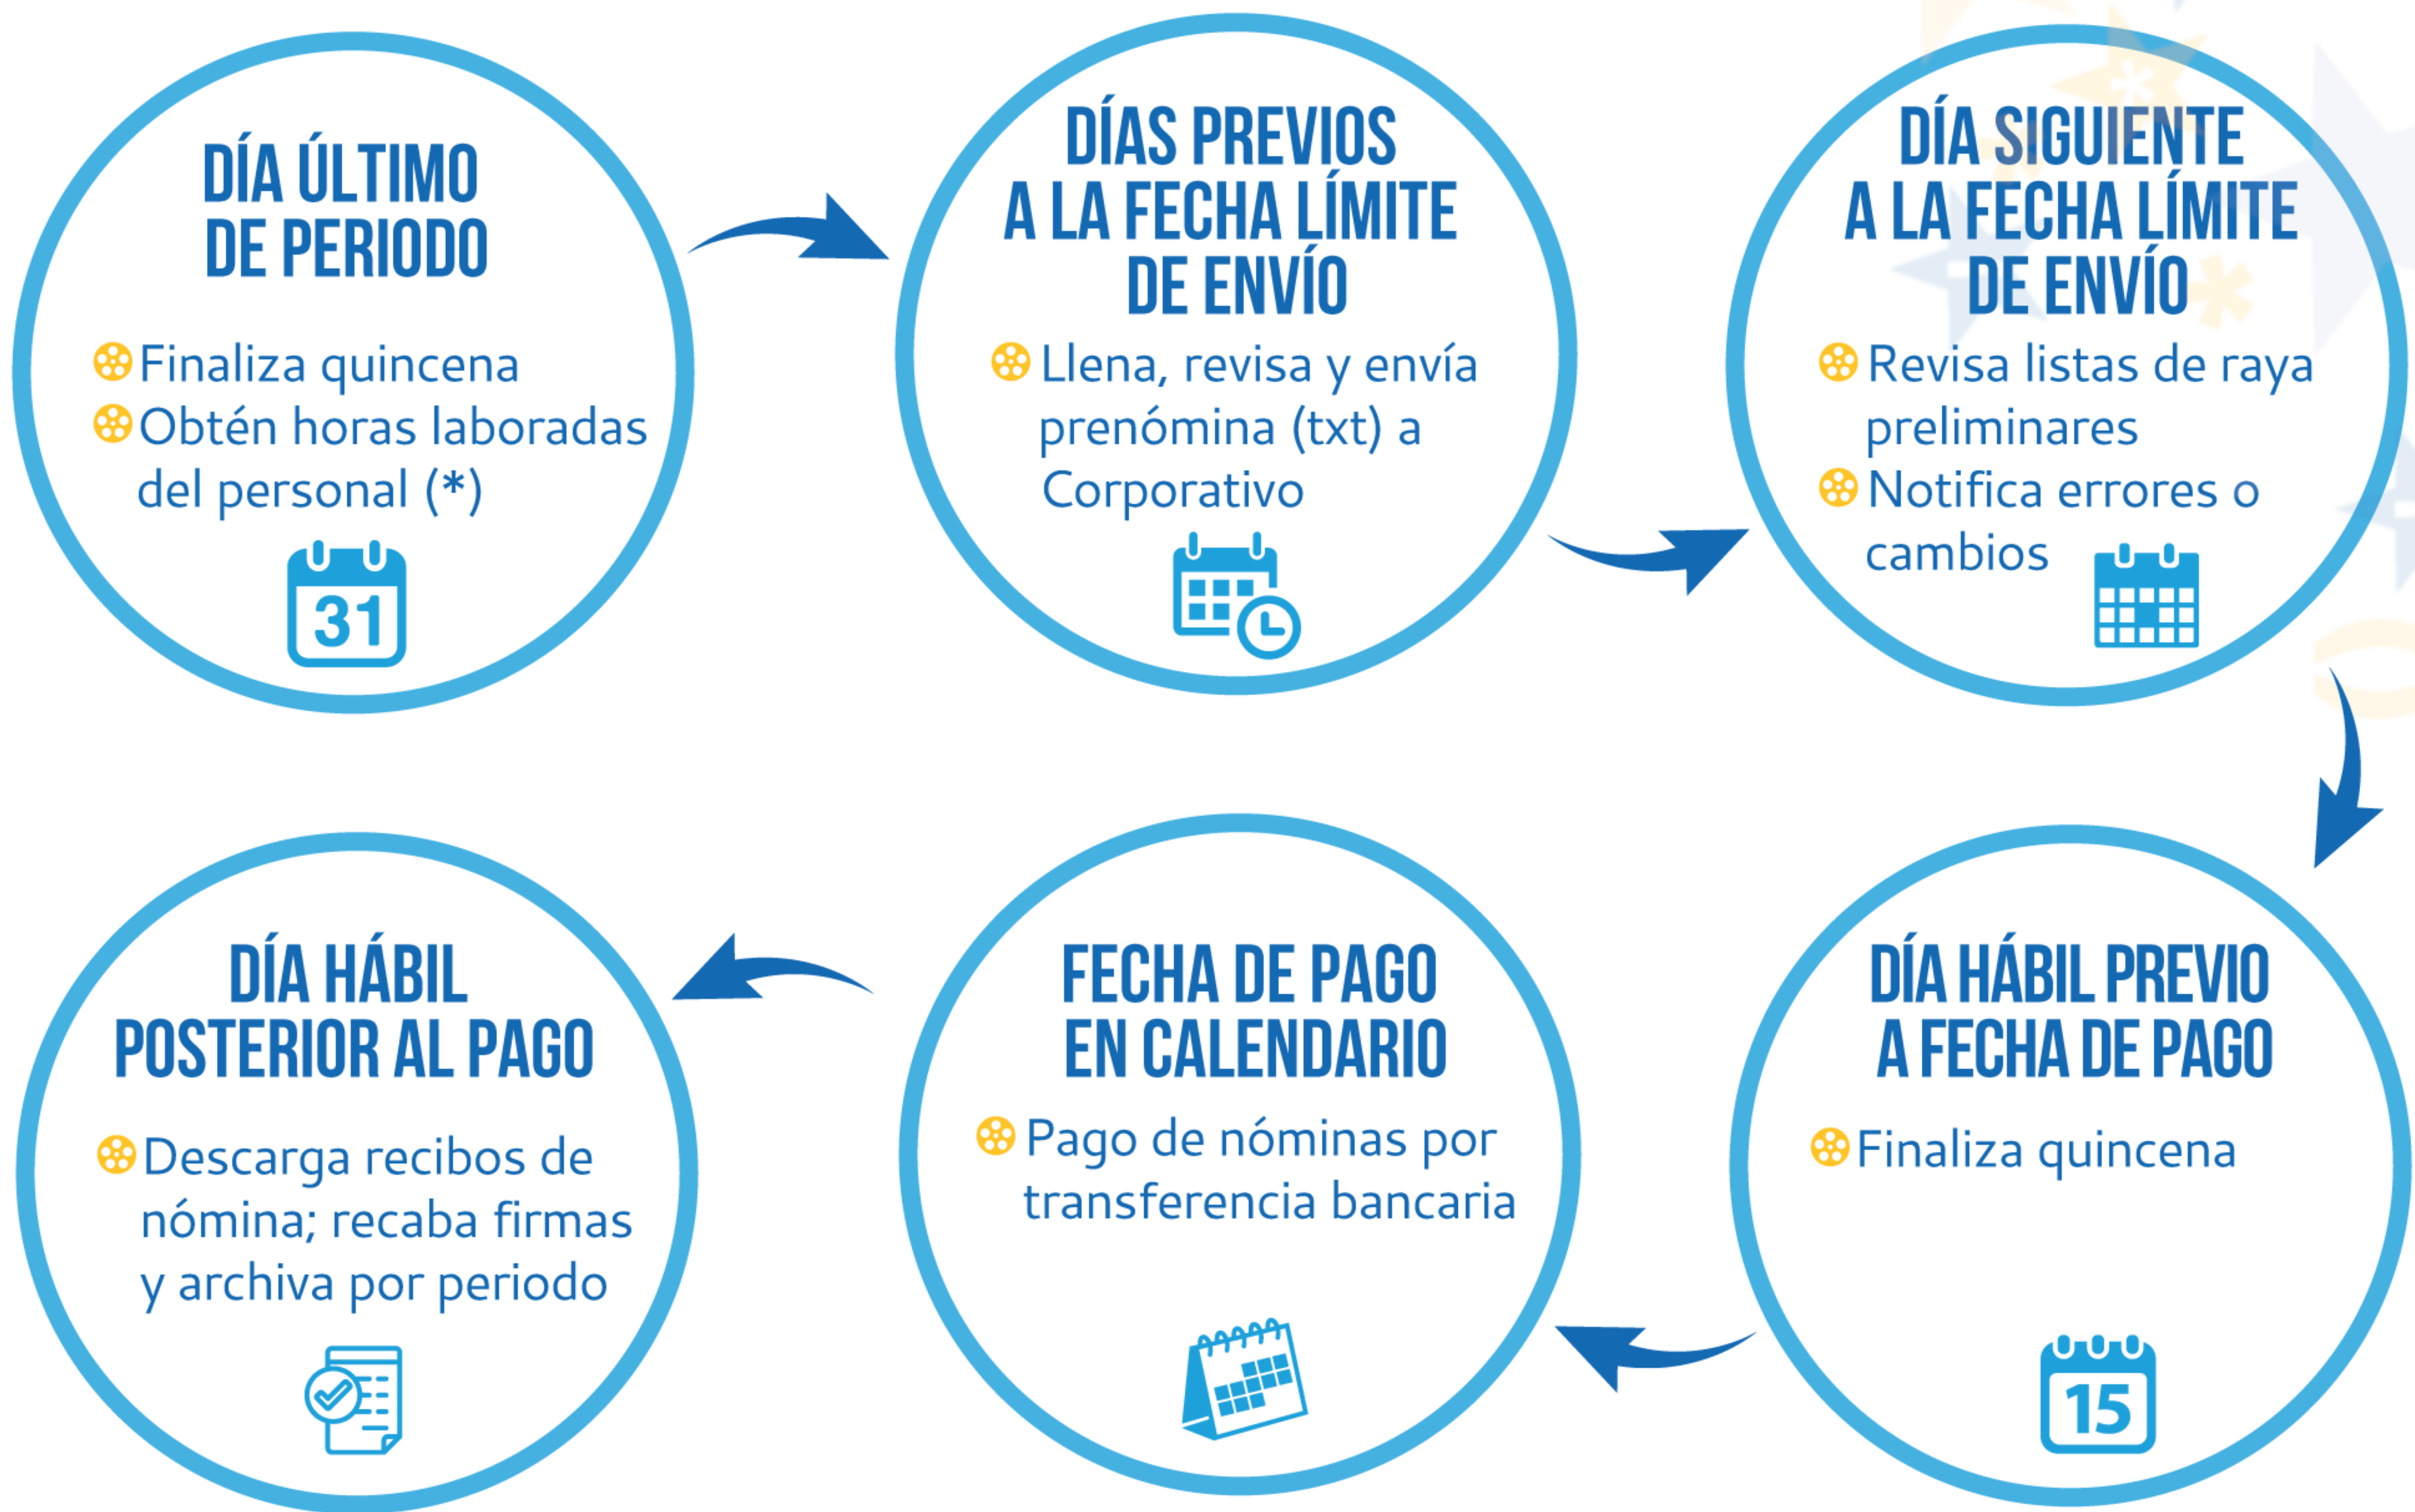 DÍA ÚLTIMO
DE PERIODO
Finaliza quincena
Obtén horas laboradas
del personal (*)
31
DÍAS PREVIOS
A LA FECHA LÍMITE
DE ENVÍO
Llena, revisa y envía
prenómina (txt) a
Corporativo
DÍA SIGUIENTE
A LA FECHA LÍMITE
DE ENVÍO
Revisa listas de raya
preliminares
Notifica errores o
cambios
DÍA HÁBIL PREVIO
A FECHA DE PAGO
Finaliza quincena
15
FECHA DE PAGO
EN CALENDARIO
Pago de nóminas por
transferencia bancaria
DÍA HÁBIL
POSTERIOR AL PAGO
Descarga recibos de
nómina; recaba firmas
y archiva por periodo